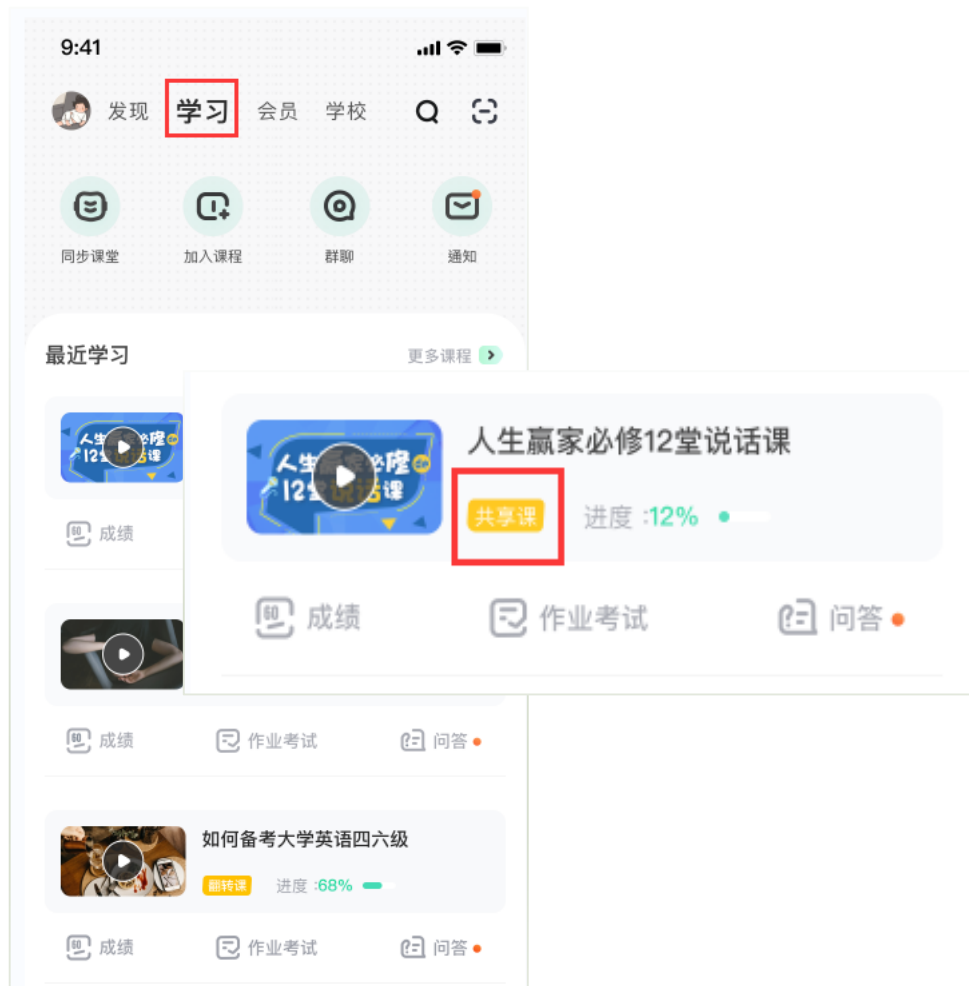 9:41
发现 学习 会员 学校
同步课堂 加入课程 群聊 通知
最近学习 更多课程
人生赢家必修12堂说话课
共享课 进度 :12%
成绩 作业考试 问答
成绩
成绩 作业考试 问答
如何备考大学英语四六级
翻转课 进度 :68%
成绩 作业考试 问答